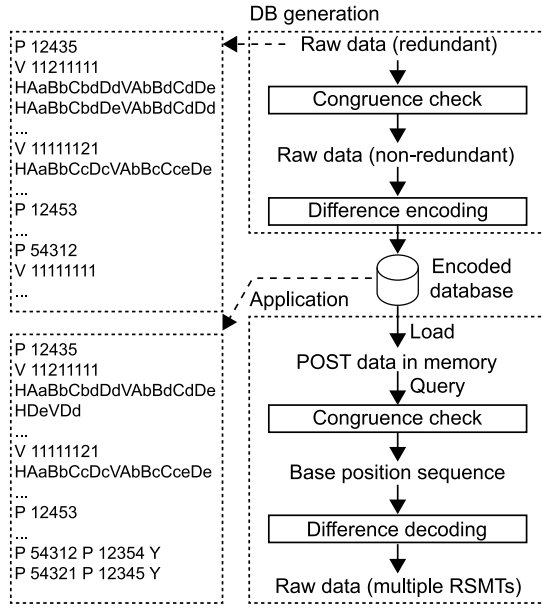 DB generation
P 12435
V 11211111
HAaBbCbdDdVAbBdCdDe
HAaBbCbdDeVAbBdCdDd
...
V 11111121
HAaBbCcDcVAbBcCceDe
...
P 12453
...
P 54312
V 11111111
...
Raw data (redundant)
Congruence check
Raw data (non-redundant)
Difference encoding
Encoded
database
Application
P 12435
V 11211111
HAaBbCbdDdVAbBdCdDe
HDeVDd
...
V 11111121
HAaBbCcDcVAbBcCceDe
...
P 12453
...
P 54312 P 12354 Y
P 54321 P 12345 Y
Load
POST data in memory
Query
Congruence check
Base position sequence
Difference decoding
Raw data (multiple RSMTs)